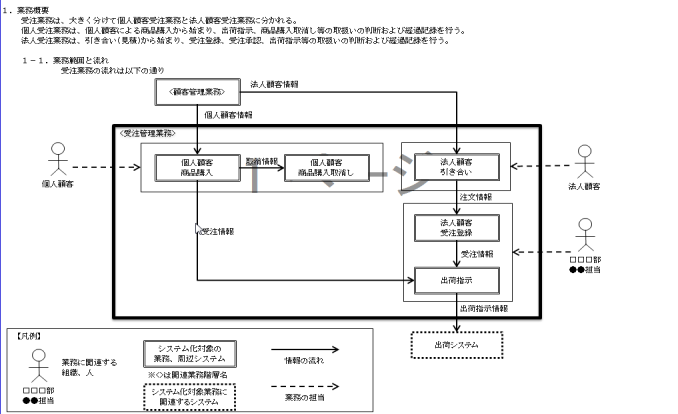 1. 業務概要
受注業務は、大きく分けて個人顧客受注業務と法人顧客受注業務に分かれる。
個人受注業務は、個人顧客による商品購入から始まり、出荷指示、商品購入取消し等の取扱いの判断および経過記録を行う。
法人受注業務は、引き合い(見積)から始まり、受注登録、受注承認、出荷指示等の取扱いの判断および経過記録を行う。
1-1. 業務範囲と流れ
受注業務の流れは以下の通り
法人顧客情報
<顧客管理業務>
個人顧客情報
<受注管理業務>
個人顧客
商品購入
取消情報
個人顧客
商品購入取消し
法人顧客
引き合い
個人顧客
法人顧客
注文情報
法人顧客
受注登録
受注情報
受注情報
□□□部
●●担当
出荷指示
出荷指示情報
出荷システム
【凡例】
業務に関連する
組織、人
□□□部
●●担当
システム化対象の
業務、周辺システム
※<>は関連業務階層名
システム化対象業務に
関連するシステム
情報の流れ
業務の担当